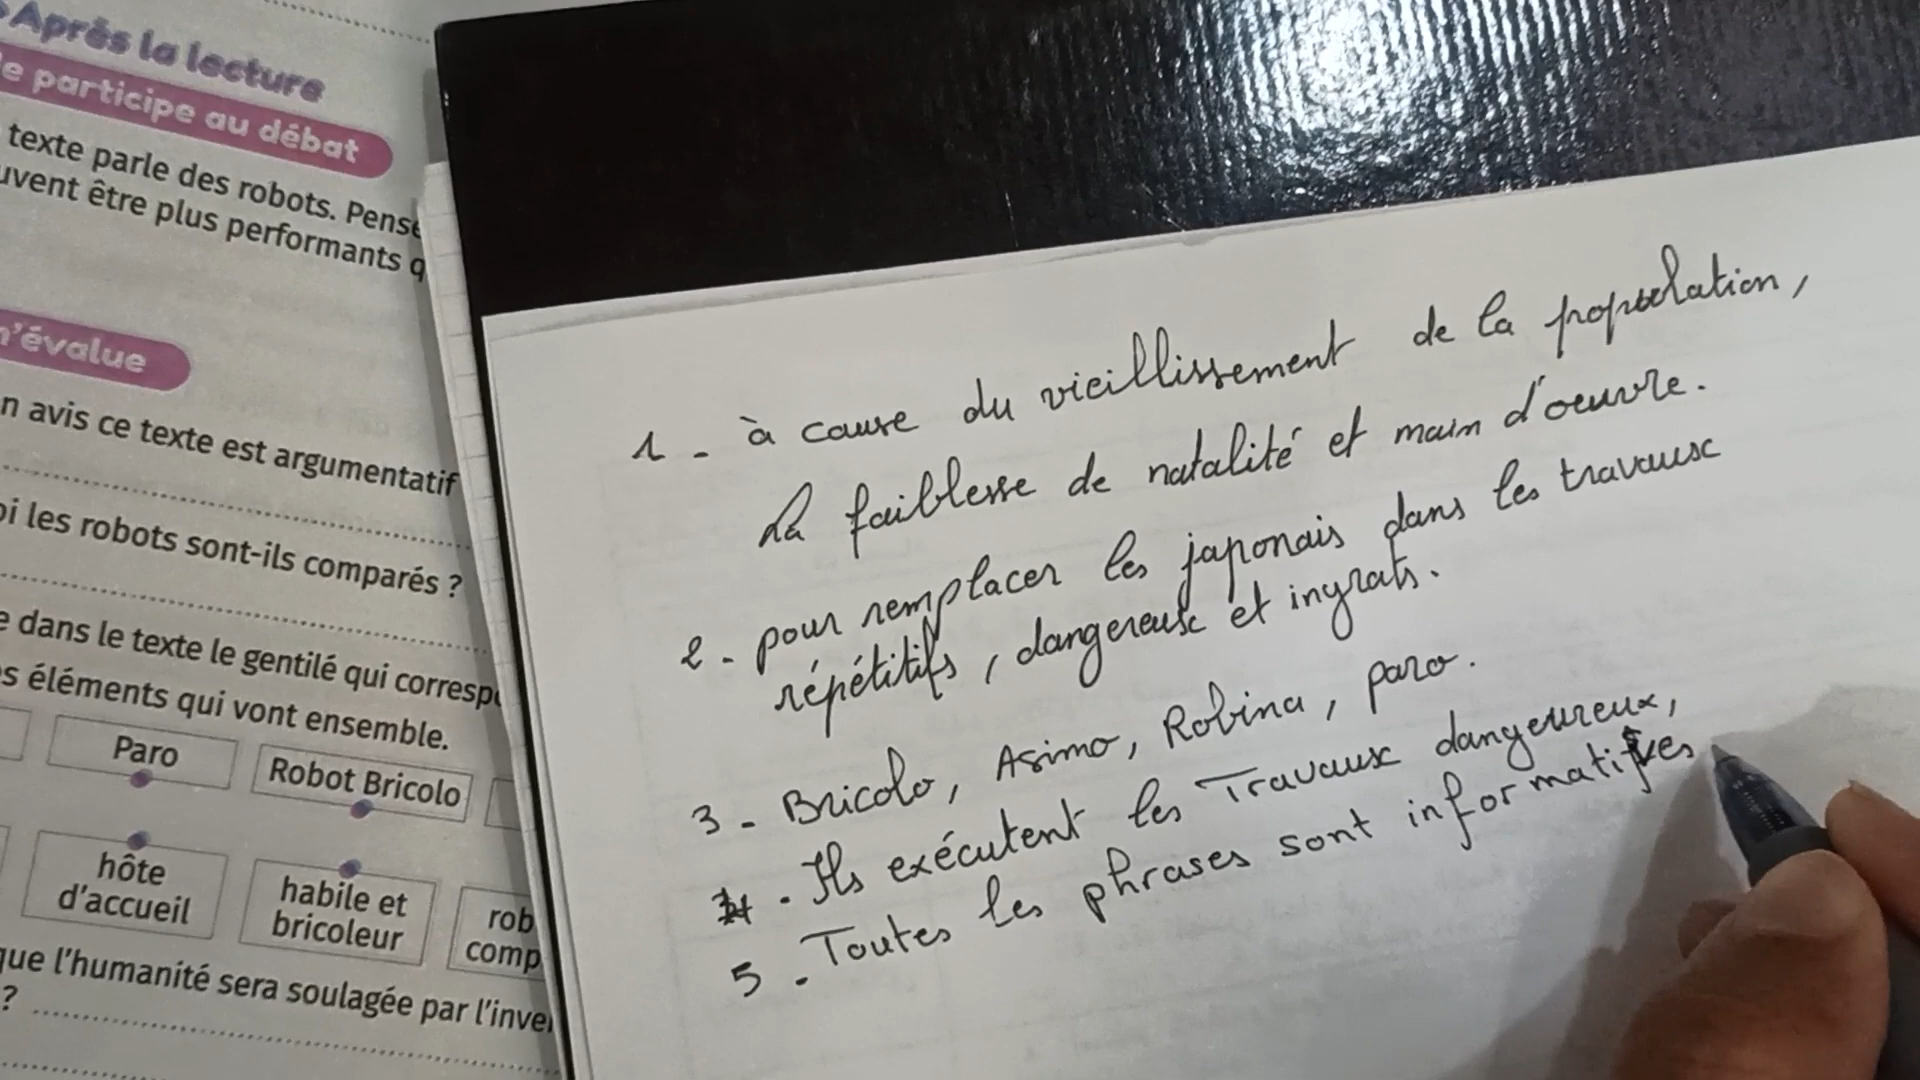 Après la lecture
e participe au débat
texte parle des robots. Pense
uvent être plus performants q
n'évalue
n avis ce texte est argumentatif
oi les robots sont-ils comparés ?
e dans le texte le gentilé qui corresp
s éléments qui vont ensemble.
Paro
Robot Bricolo
hôte
d'accueil
habile et
bricoleur
rob
comp
que l'humanité sera soulagée par l'inve
?
1 - à cause du vieillissement de la population,
La faiblesse de natalité et main d'oeuvre.
2 - pour remplacer les japonais dans les travaux
répétitifs, dangereux et ingrats.
3 - Bricolo, Asimo, Robina, paro.
4 - Ils exécutent les Travaux dangeureux,
5 - Toutes les phrases sont informatives